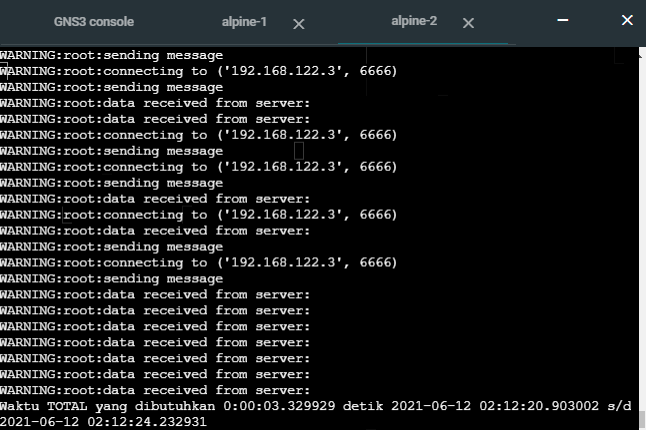 GNS3 console
alpine-1
alpine-2
WARNING:root:sending message
WARNING:root:connecting to ('192.168.122.3', 6666)
WARNING:root:sending message
WARNING:root:data received from server:
WARNING:root:data received from server:
WARNING:root:connecting to ('192.168.122.3', 6666)
WARNING:root:sending message
WARNING:root:connecting to ('192.168.122.3', 6666)
WARNING:root:sending message
WARNING:root:data received from server:
WARNING:root:connecting to ('192.168.122.3', 6666)
WARNING:root:data received from server:
WARNING:root:sending message
WARNING:root:connecting to ('192.168.122.3', 6666)
WARNING:root:sending message
WARNING:root:data received from server:
WARNING:root:data received from server:
WARNING:root:data received from server:
WARNING:root:data received from server:
WARNING:root:data received from server:
WARNING:root:data received from server:
WARNING:root:data received from server:
Waktu TOTAL yang dibutuhkan 0:00:03.329929 detik 2021-06-12 02:12:20.903002 s/d
2021-06-12 02:12:24.232931